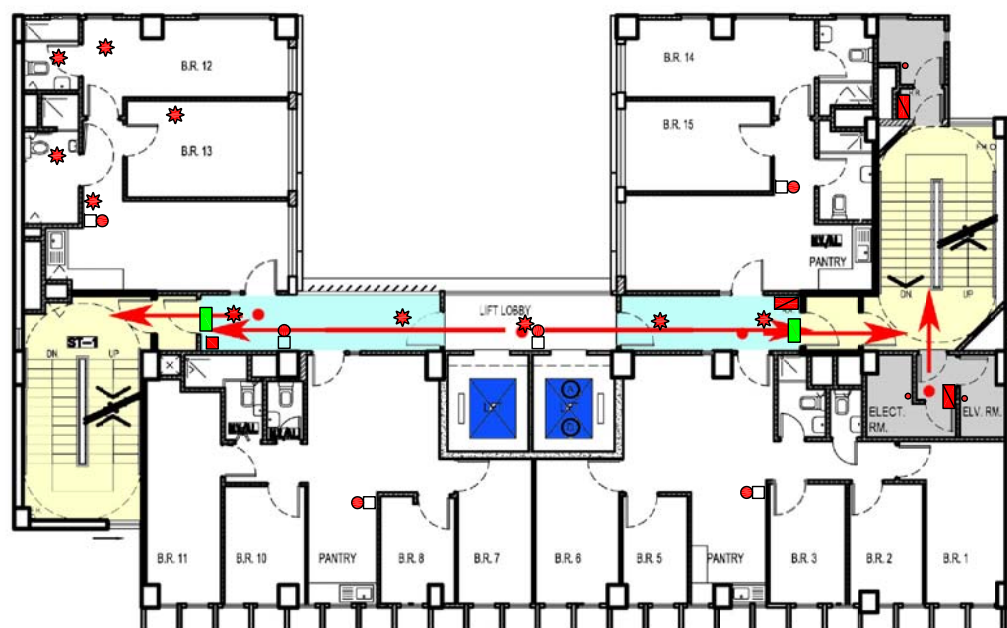 B.R. 12
B.R. 14
B.R. 13
B.R. 15
PANTRY
LIFT LOBBY
DN.
UP
ST-1
DN
UP
ELECT.
RM.
ELV. RM.
A
B.R. 11
B.R. 10
PANTRY
B.R. 8
B.R. 7
B.R. 6
B.R. 5
PANTRY
B.R. 3
B.R. 2
B.R. 1